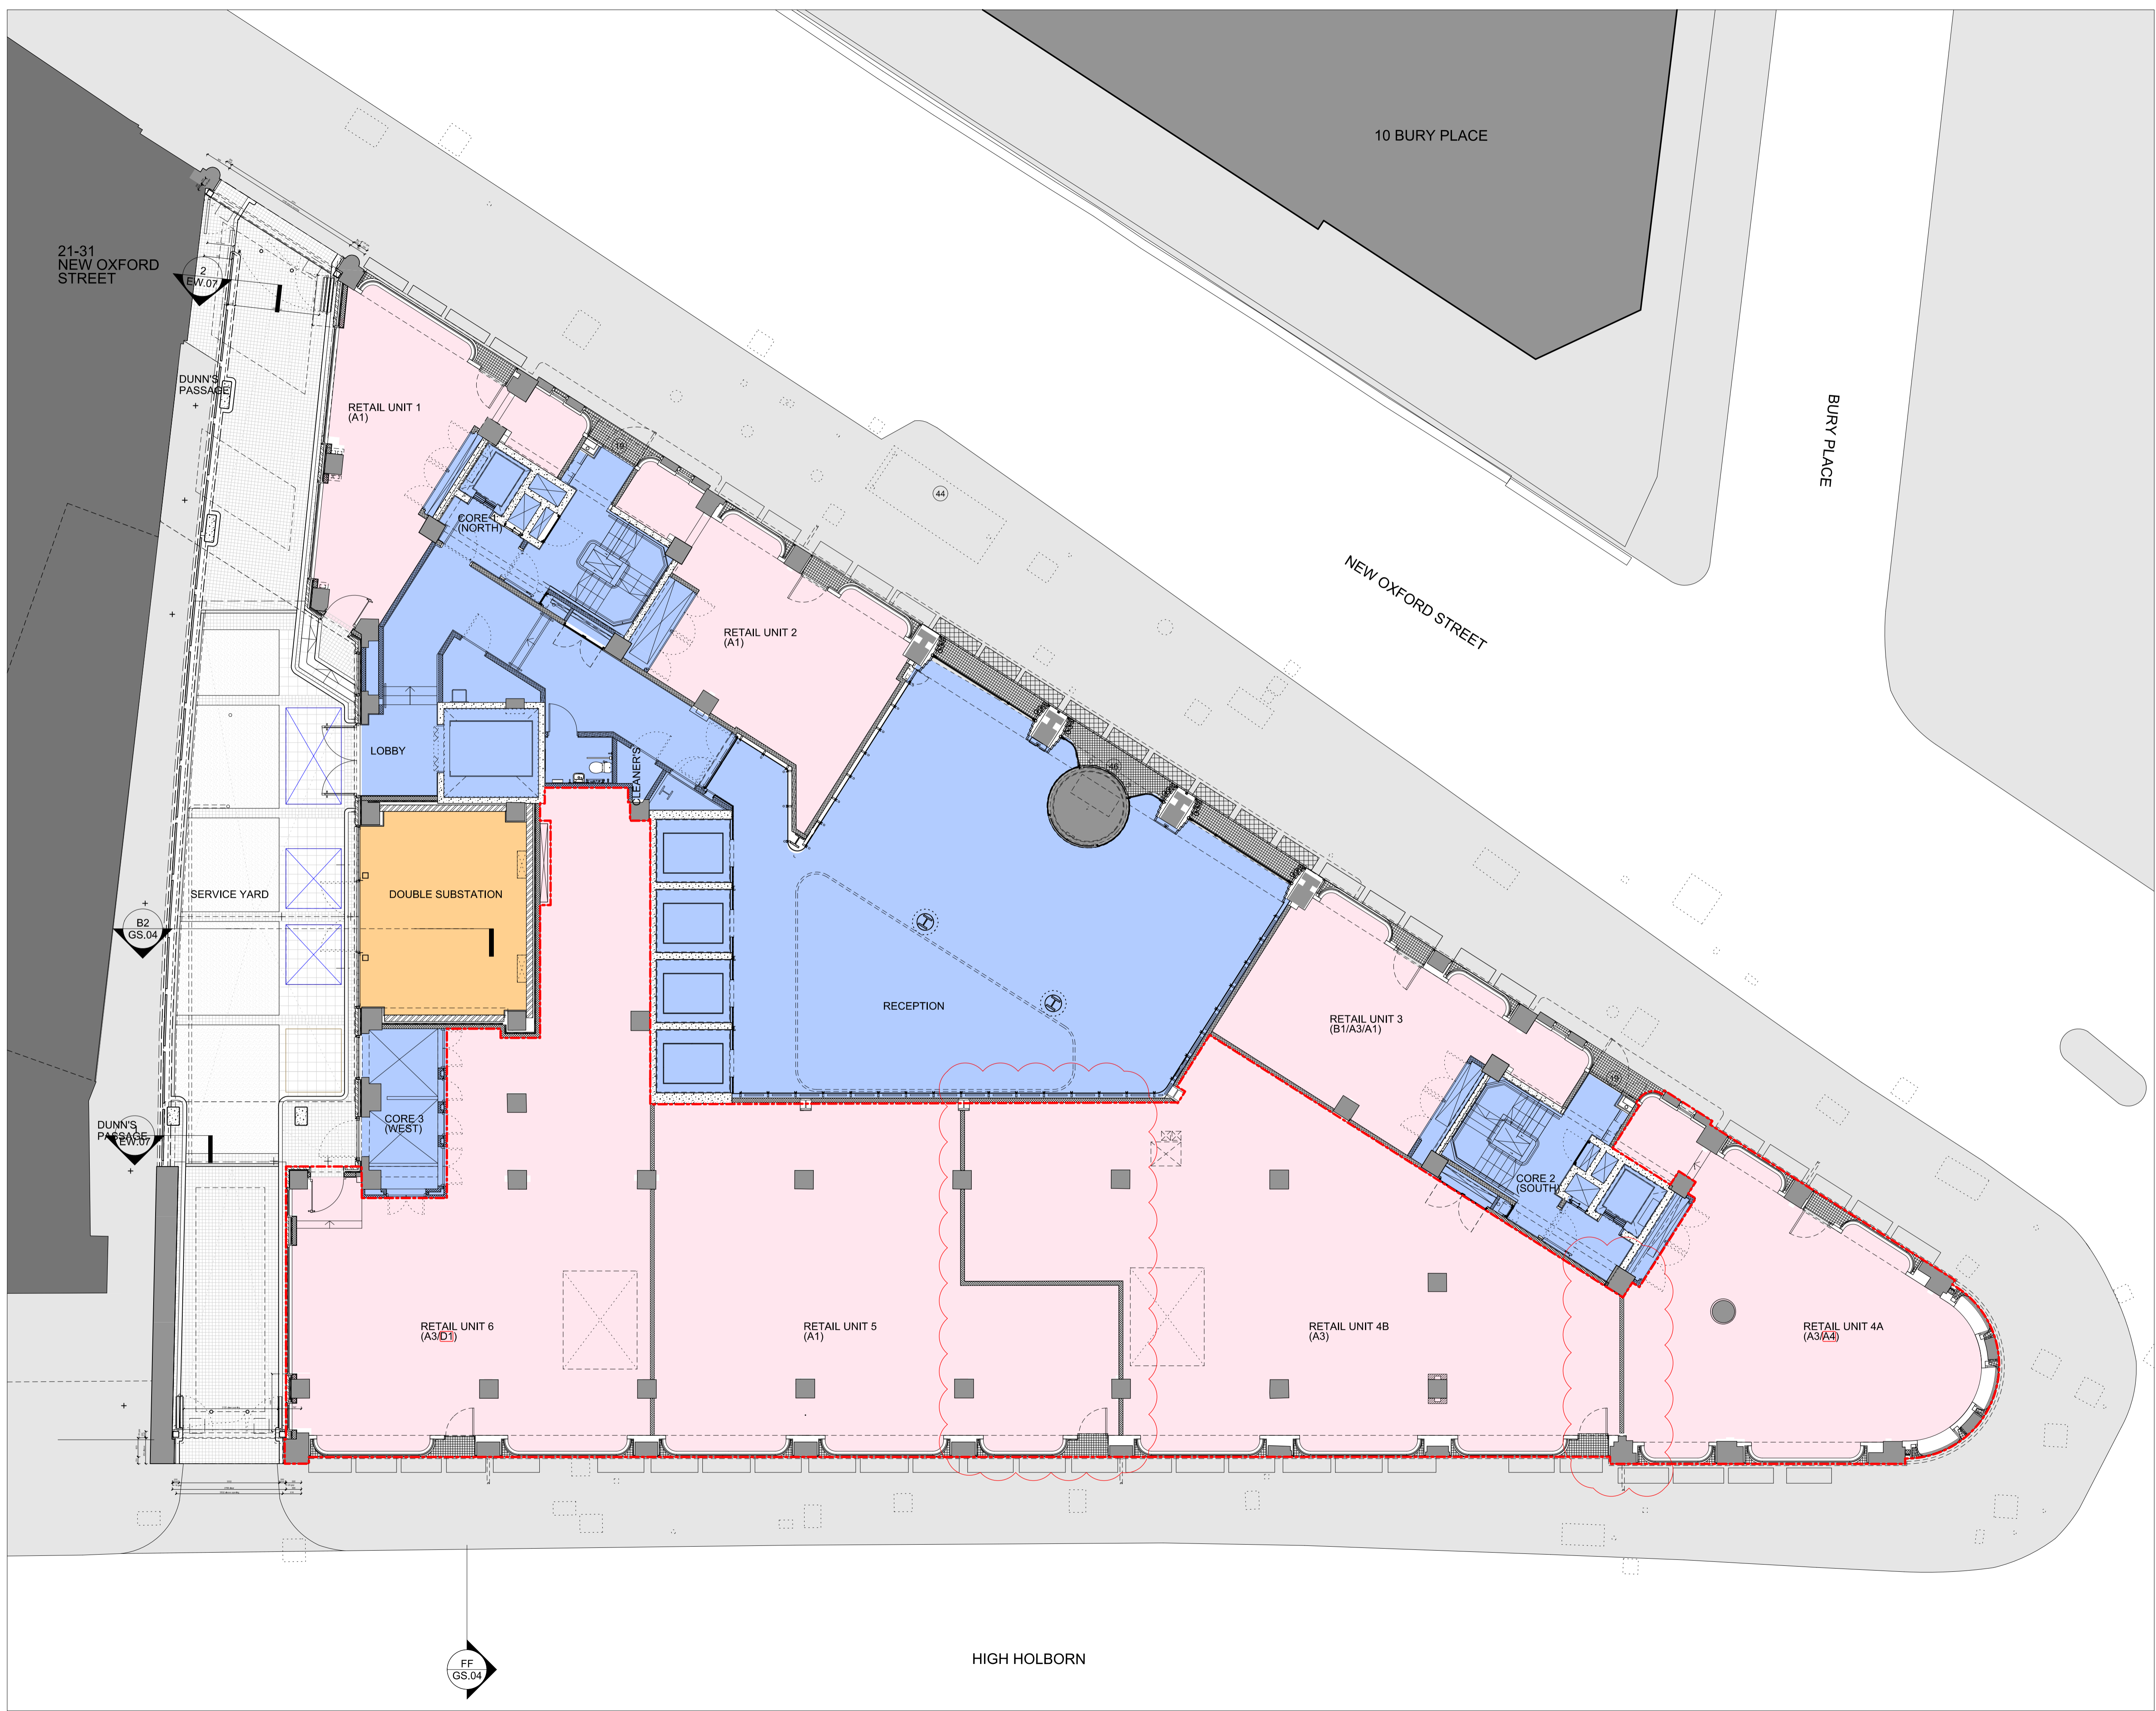 10 BURY PLACE
21-31
NEW OXFORD
STREET
2
EW.07
DUNN'S
PASSAGE
RETAIL UNIT 1
(A1)
BURY PLACE
19
44
CORE 1
(NORTH)
NEW OXFORD STREET
RETAIL UNIT 2
(A1)
LOBBY
CLEANER'S
46
SERVICE YARD
DOUBLE SUBSTATION
B2
GS.04
RECEPTION
RETAIL UNIT 3
(B1/A3/A1)
19
CORE 3
(WEST)
DUNN'S
PASSAGE
EW.07
CORE 2
(SOUTH)
RETAIL UNIT 6
(A3/D1)
RETAIL UNIT 5
(A1)
RETAIL UNIT 4B
(A3)
RETAIL UNIT 4A
(A3/A4)
HIGH HOLBORN
FF
GS.04